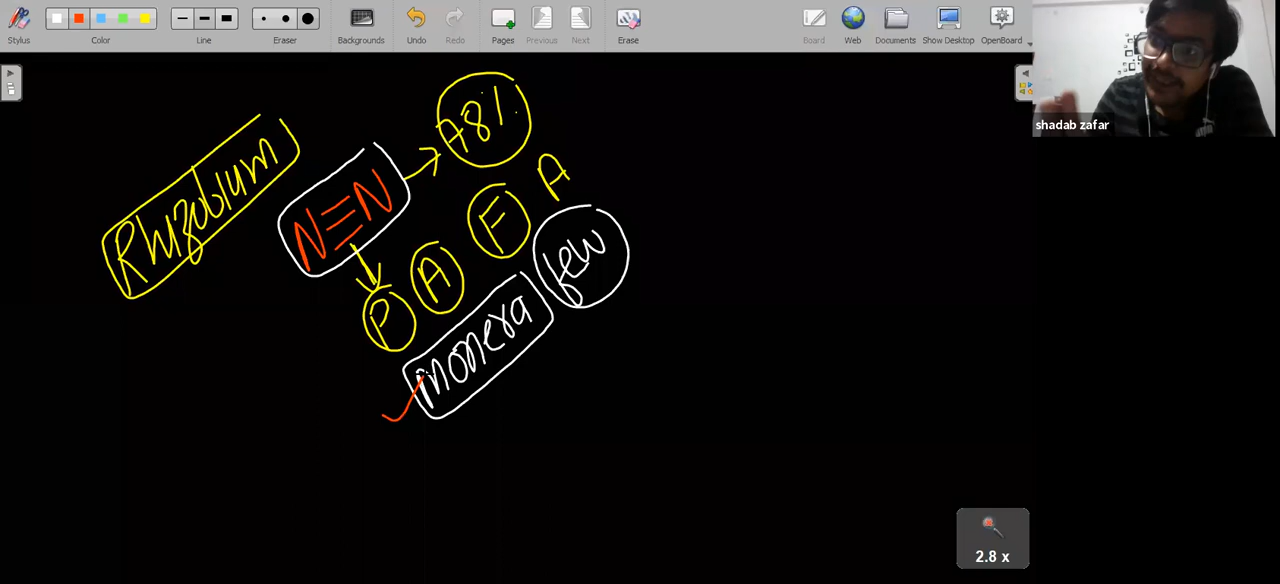 Stylus
Color
Line
Eraser
Backgrounds
Undo
Redo
Pages
Previous
Next
Erase
Board
Web
Documents
Show Desktop
OpenBoard
shadab zafar
Rhizobium
N≡N
A
P
A
F
few
monera
2.8 x